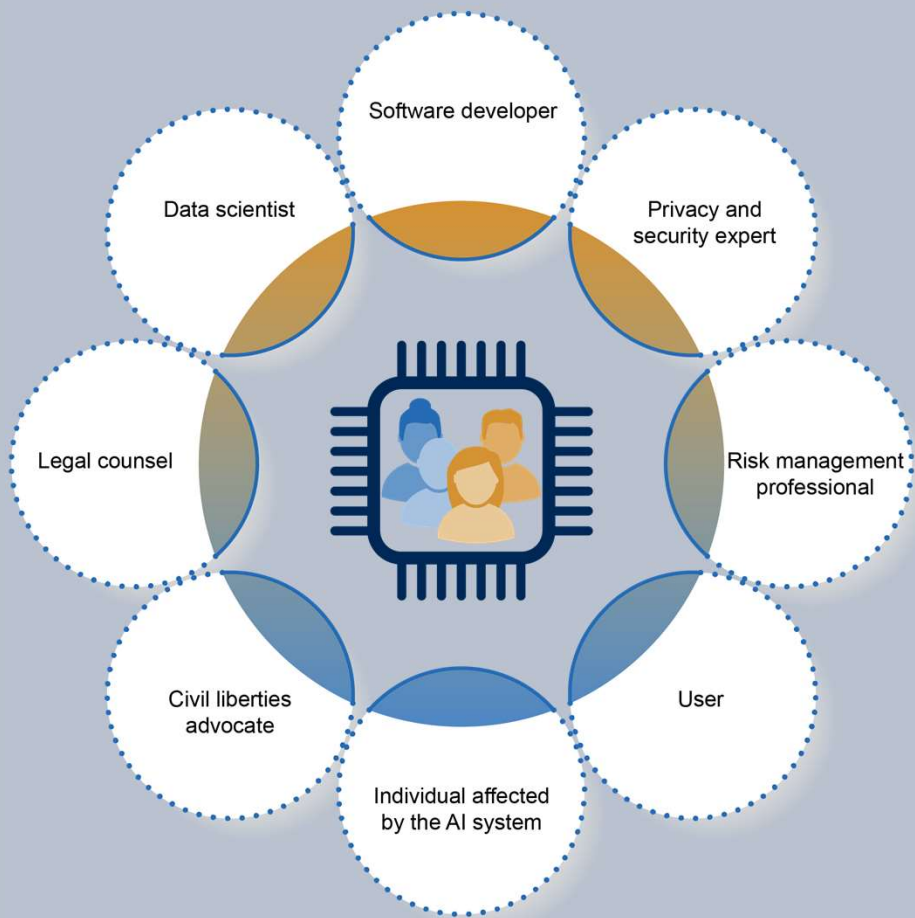 Software developer
Data scientist
Privacy and
security expert
Legal counsel
Risk management
professional
Civil liberties
advocate
User
Individual affected
by the AI system